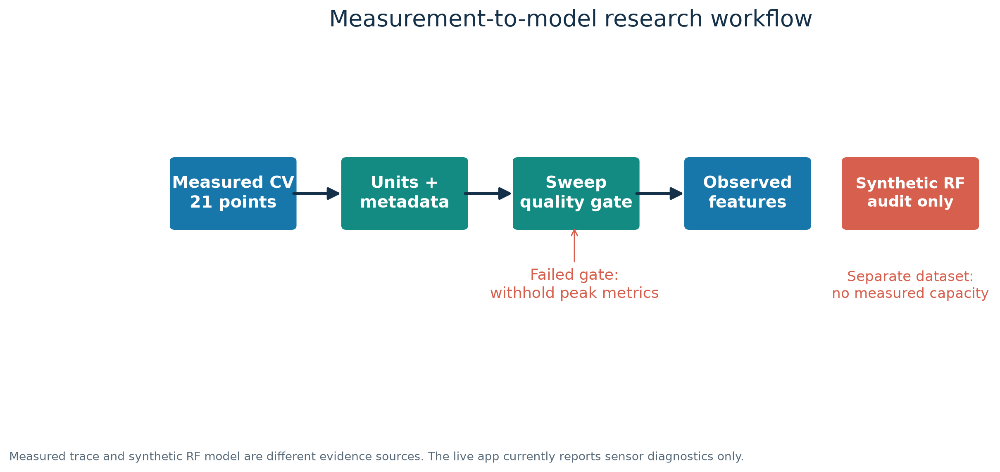 Measurement-to-model research workflow
Measured CV
21 points
Units +
metadata
Sweep
quality gate
Observed
features
Synthetic RF
audit only
Failed gate:
withhold peak metrics
Separate dataset:
no measured capacity
Measured trace and synthetic RF model are different evidence sources. The live app currently reports sensor diagnostics only.